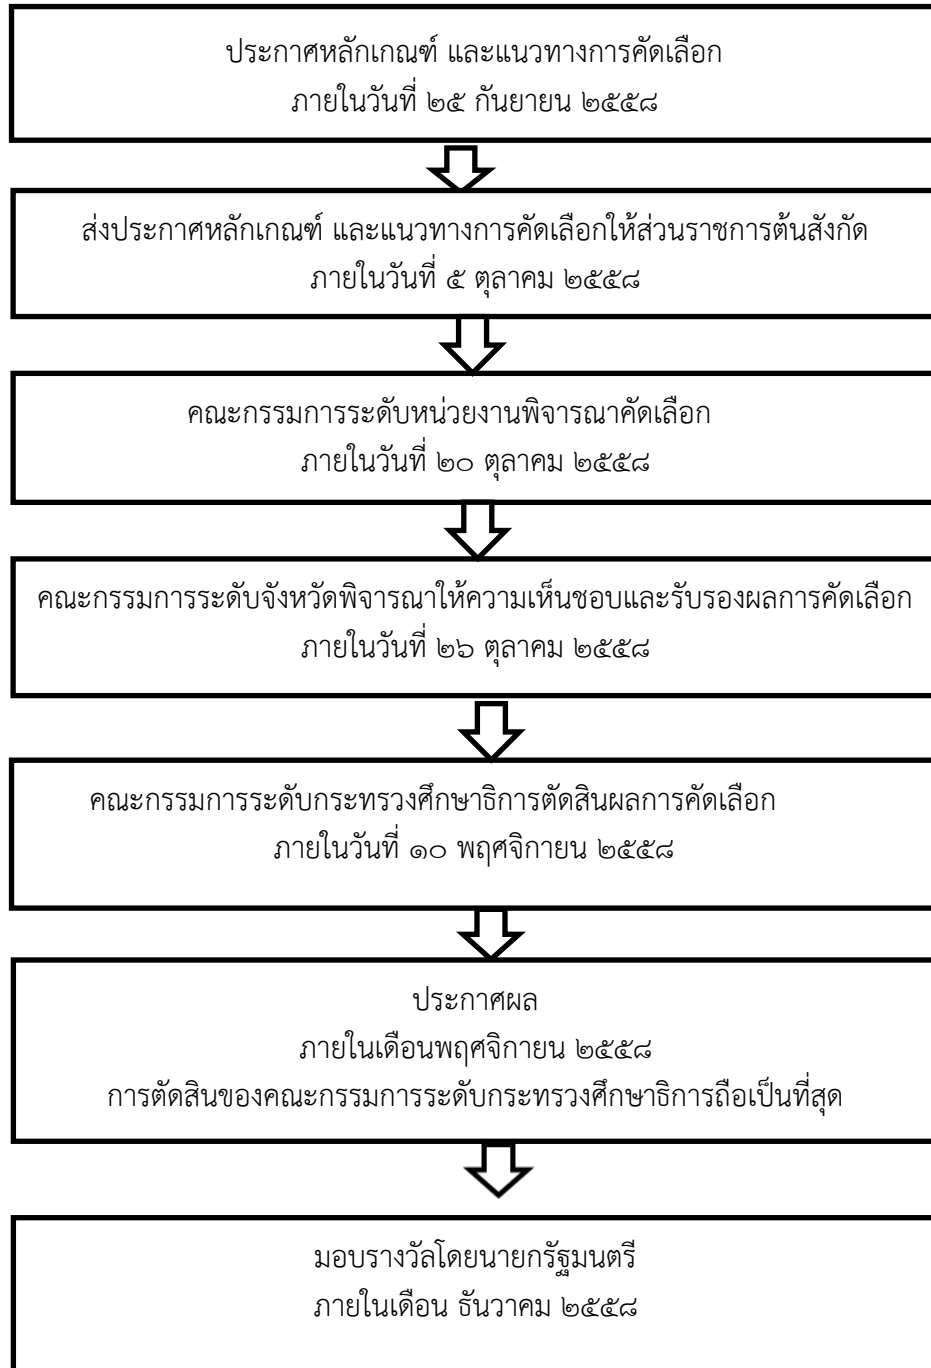 ประกาศหลักเกณฑ์ และแนวทางการคัดเลือก
ภายในวันที่ ๒๕ กันยายน ๒๕๕๘
ส่งประกาศหลักเกณฑ์ และแนวทางการคัดเลือกให้ส่วนราชการต้นสังกัด
ภายในวันที่ ๕ ตุลาคม ๒๕๕๘
คณะกรรมการระดับหน่วยงานพิจารณาคัดเลือก
ภายในวันที่ ๒๐ ตุลาคม ๒๕๕๘
คณะกรรมการระดับจังหวัดพิจารณาให้ความเห็นชอบและรับรองผลการคัดเลือก
ภายในวันที่ ๒๖ ตุลาคม ๒๕๕๘
คณะกรรมการระดับกระทรวงศึกษาธิการตัดสินผลการคัดเลือก
ภายในวันที่ ๑๐ พฤศจิกายน ๒๕๕๘
ประกาศผล
ภายในเดือนพฤศจิกายน ๒๕๕๘
การตัดสินของคณะกรรมการระดับกระทรวงศึกษาธิการถือเป็นที่สุด
มอบรางวัลโดยนายกรัฐมนตรี
ภายในเดือน ธันวาคม ๒๕๕๘